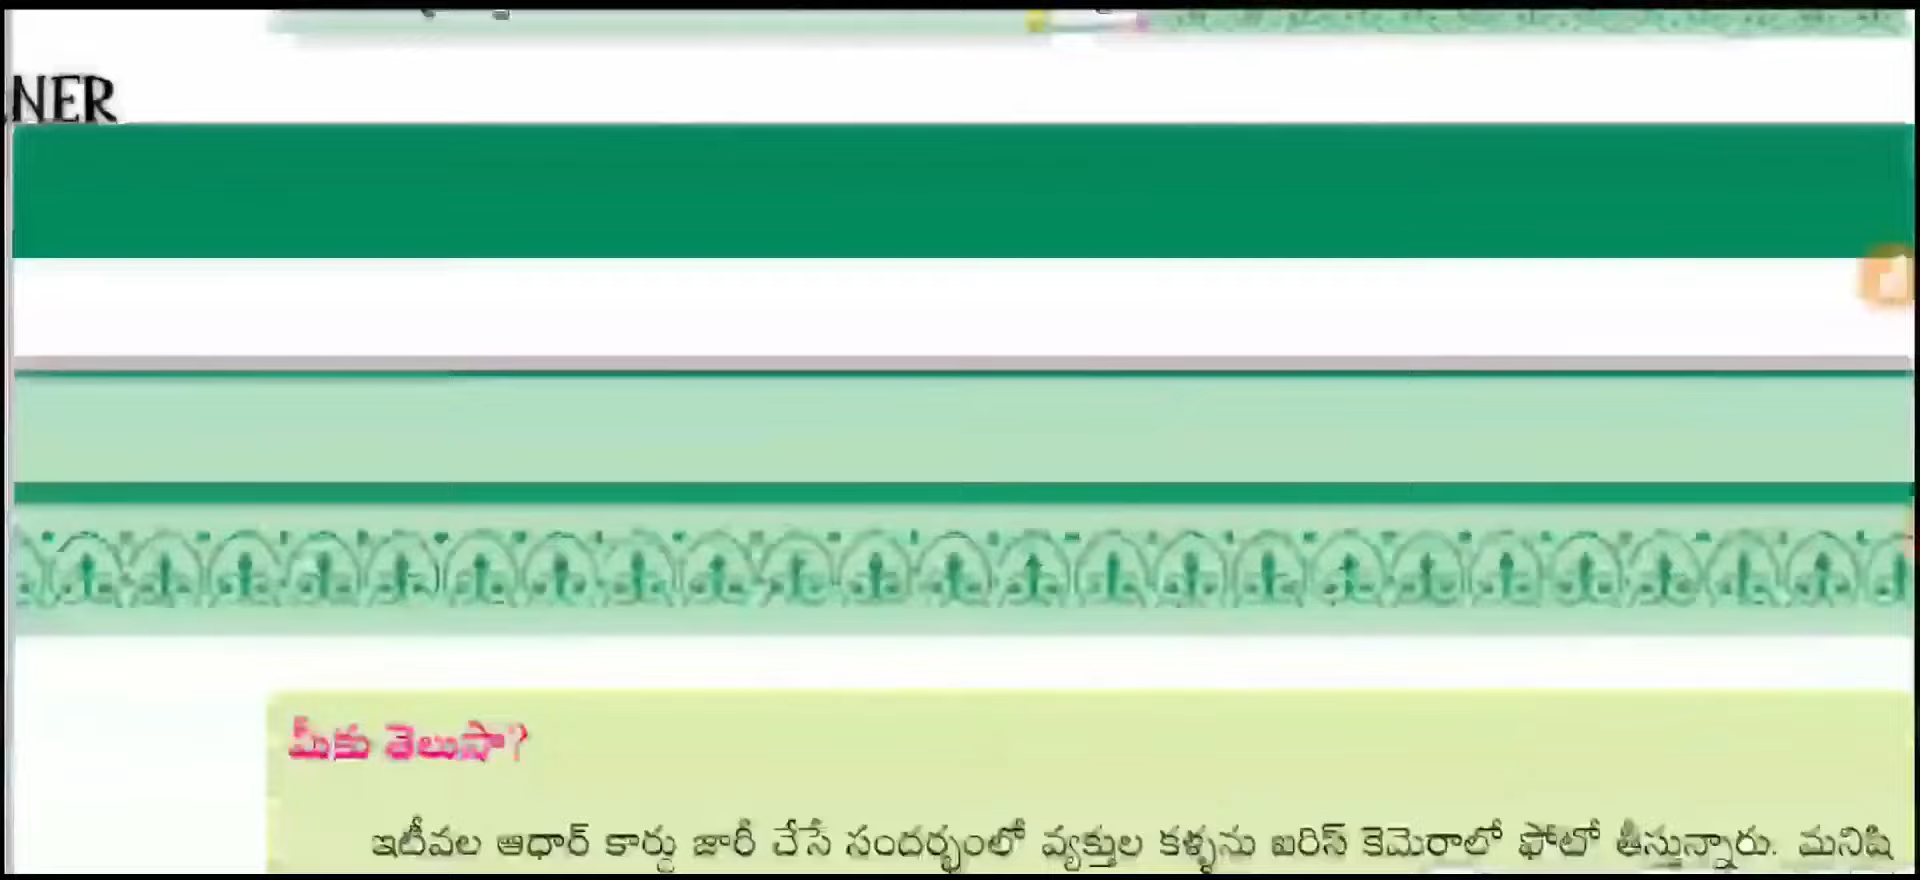 NER
మీకు తెలుసా?
ఇటీవల ఆధార్ కార్డు జారీ చేసే సందర్భంలో వ్యక్తుల కళ్ళను ఐరిస్ కెమెరాలో ఫోటో తీస్తున్నారు. మనిషి